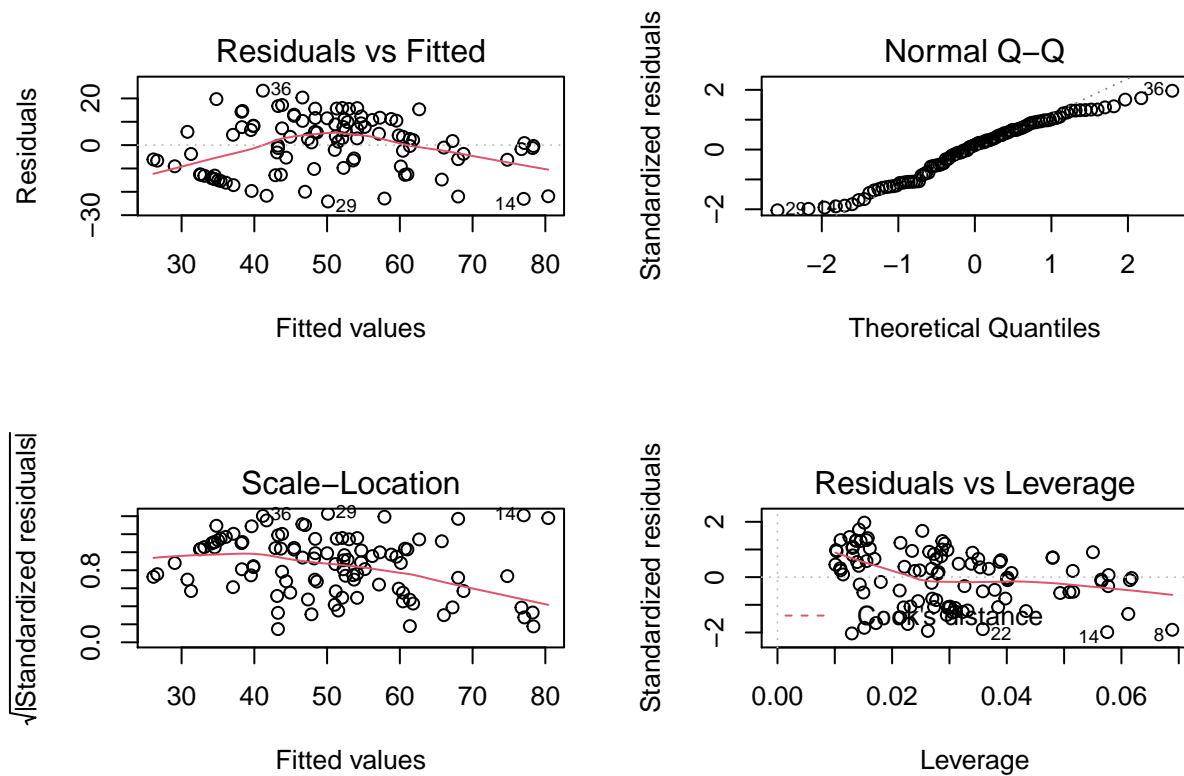 Residuals vs Fitted
Residuals
20
0
−30
36
29
14
30 40 50 60 70 80
Fitted values
Normal Q−Q
Standardized residuals
2
0
−2
36
29
−2 −1 0 1 2
Theoretical Quantiles
Scale−Location
√|Standardized residuals|
0.8
0.0
36
29
14
30 40 50 60 70 80
Fitted values
Residuals vs Leverage
Standardized residuals
2
0
−2
Cook's distance
22
14
8
0.00 0.02 0.04 0.06
Leverage